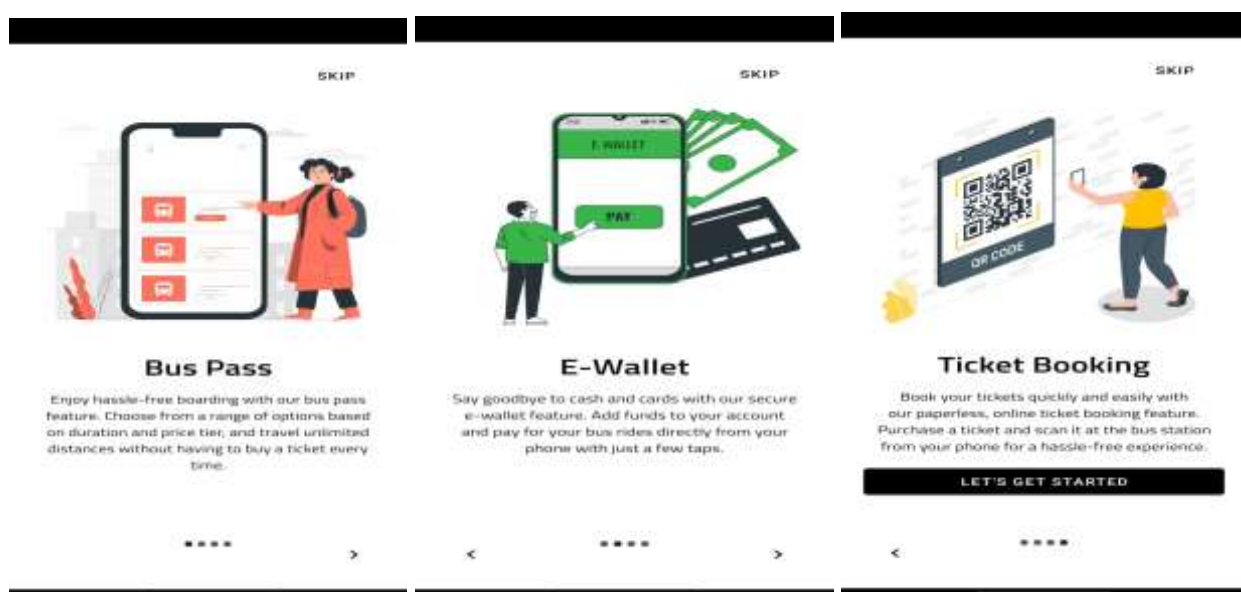 SKIP
Bus Pass
Enjoy hassle-free boarding with our bus pass
feature. Choose from a range of options based
on duration and price tier, and travel unlimited
distances without having to buy a ticket every
time.
>
SKIP
E-WALLET
PAY
E-Wallet
Say goodbye to cash and cards with our secure
e-wallet feature. Add funds to your account
and pay for your bus rides directly from your
phone with just a few taps.
< >
SKIP
QR CODE
Ticket Booking
Book your tickets quickly and easily with
our paperless, online ticket booking feature.
Purchase a ticket and scan it at the bus station
from your phone for a hassle-free experience.
LET'S GET STARTED
<